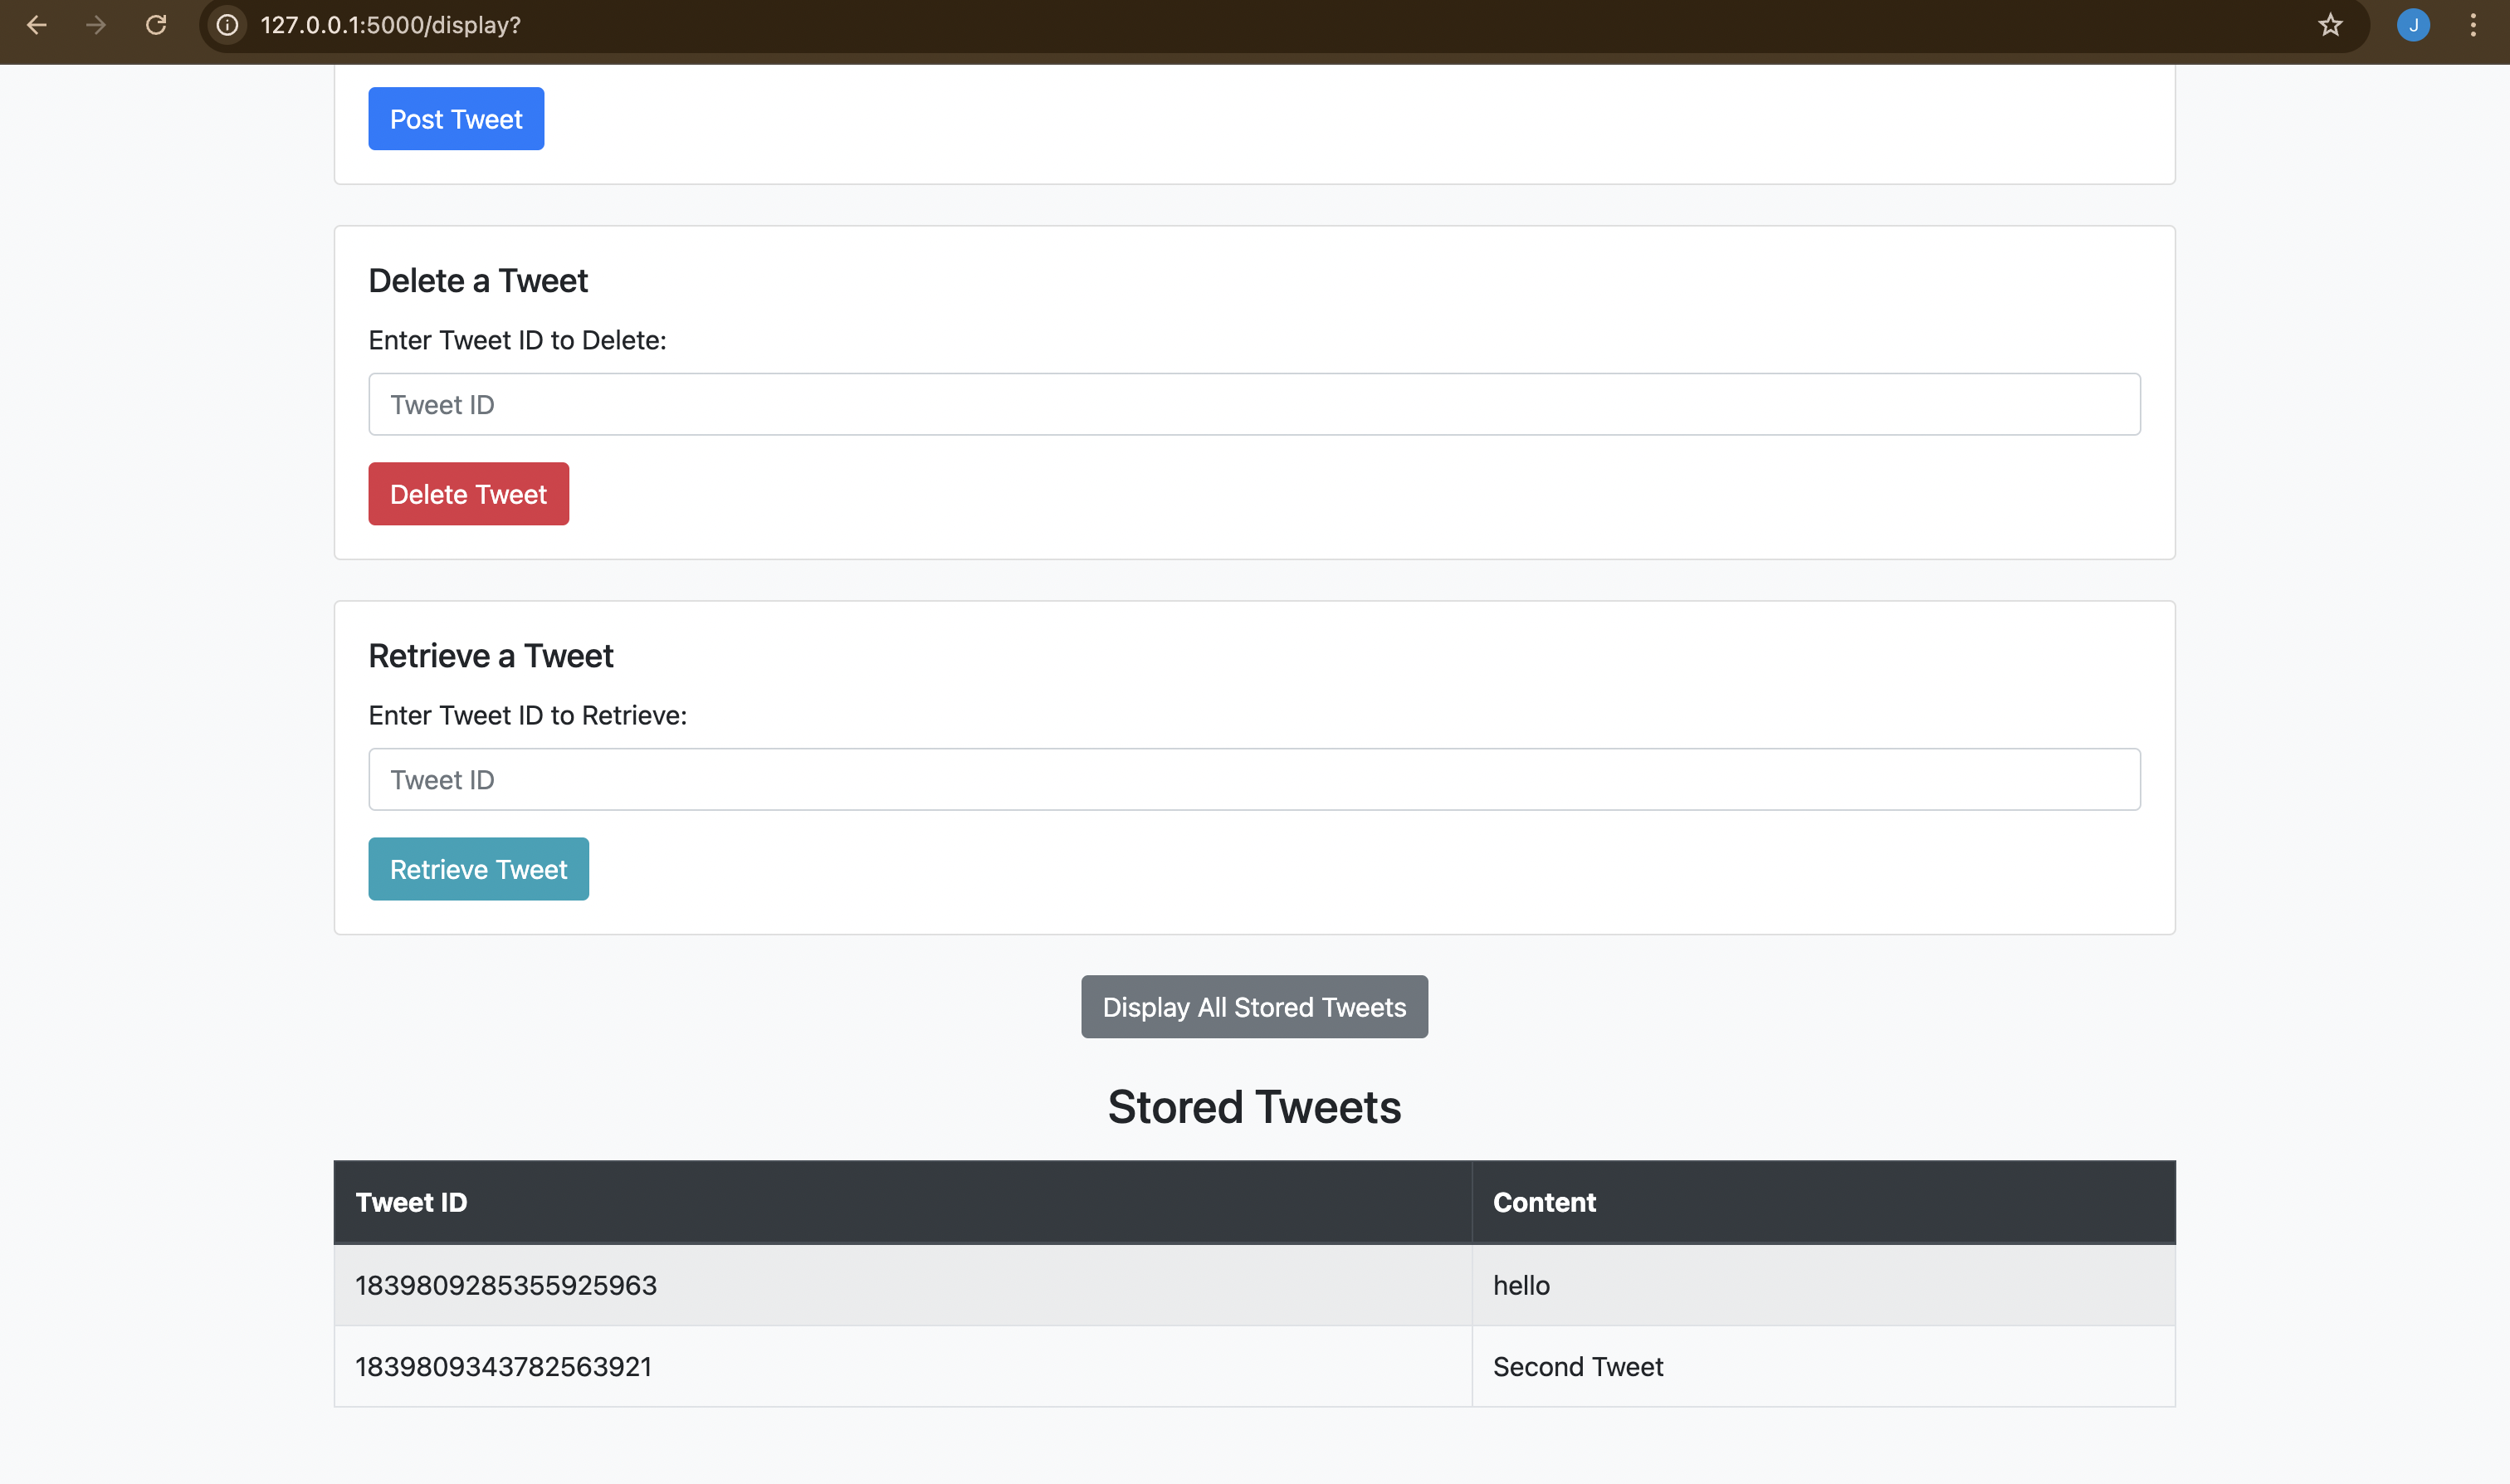 127.0.0.1:5000/display?
J
Post Tweet
Delete a Tweet
Enter Tweet ID to Delete:
Tweet ID
Delete Tweet
Retrieve a Tweet
Enter Tweet ID to Retrieve:
Tweet ID
Retrieve Tweet
Display All Stored Tweets
Stored Tweets
Tweet ID Content
1839809285355925963 hello
1839809343782563921 Second Tweet